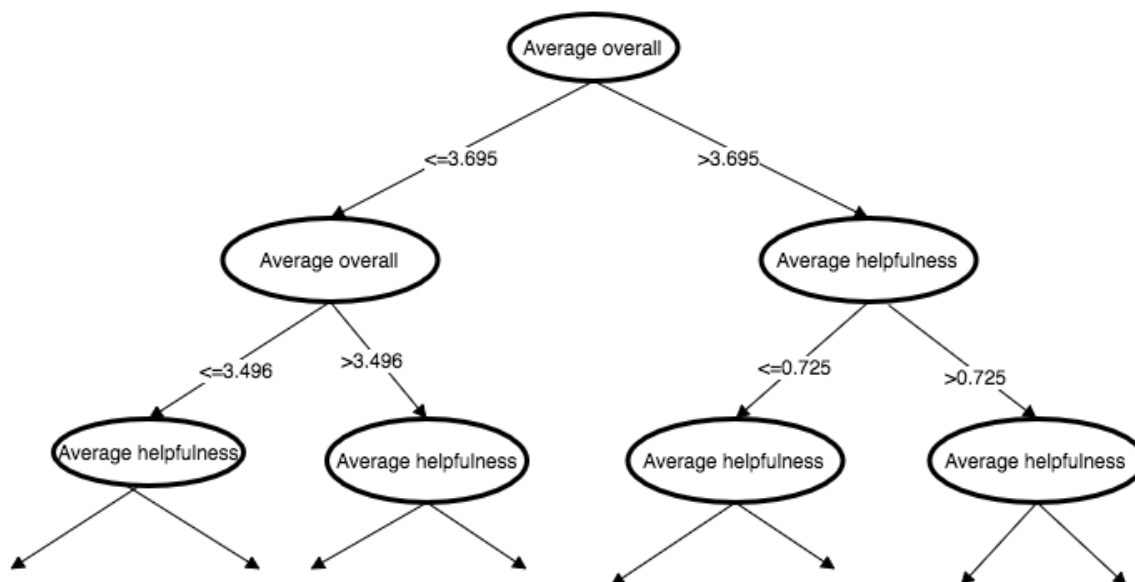 Average overall
<=3.695
>3.695
Average overall
Average helpfulness
<=3.496
>3.496
<=0.725
>0.725
Average helpfulness
Average helpfulness
Average helpfulness
Average helpfulness